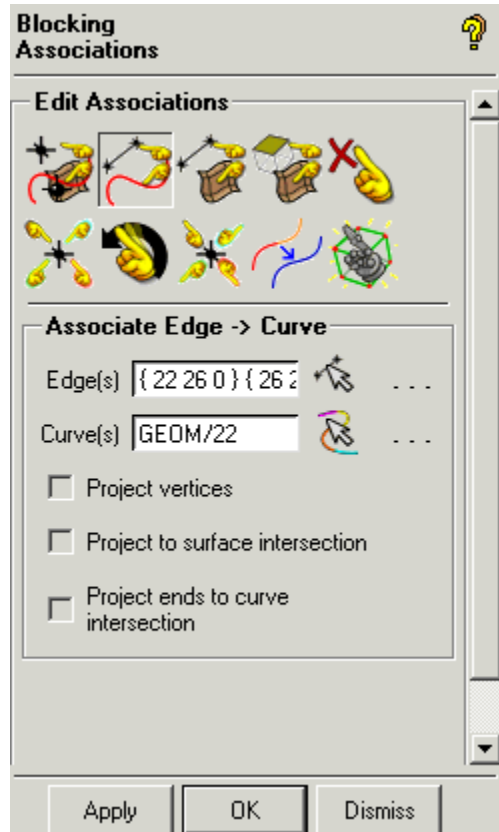 Blocking
Associations
Edit Associations
Associate Edge -> Curve
Edge(s) { 22 26 0 } { 26 2
Curve(s) GEOM/22
Project vertices
Project to surface intersection
Project ends to curve
intersection
Apply OK Dismiss